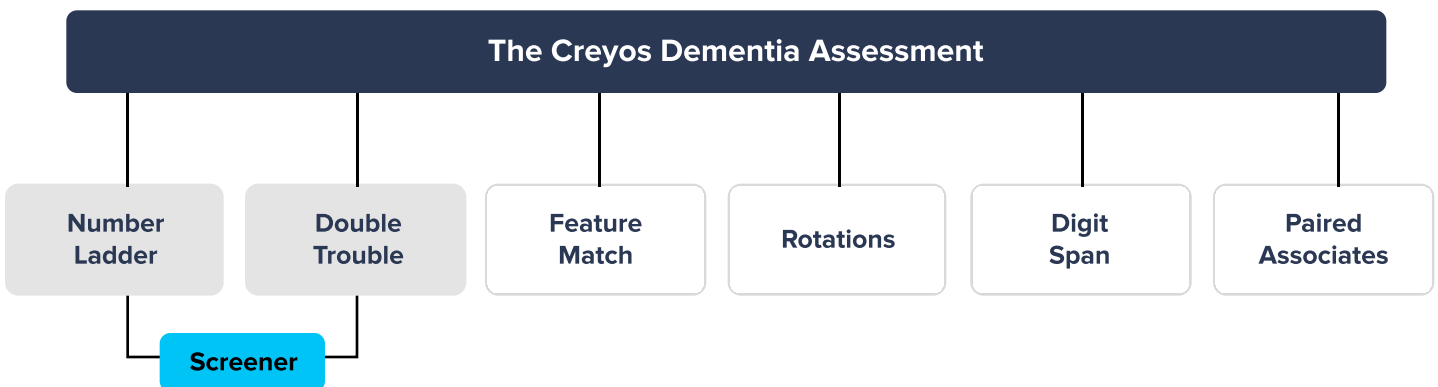 The Creyos Dementia Assessment
Number
Ladder
Double
Trouble
Feature
Match
Rotations
Digit
Span
Paired
Associates
Screener